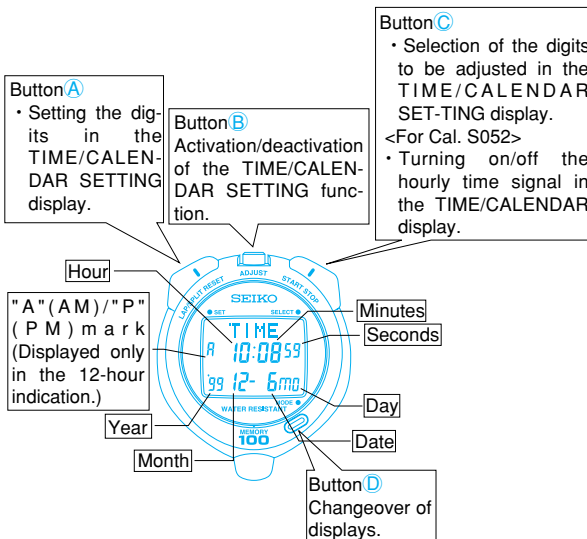 Button Ⓒ
・Selection of the digits
to be adjusted in the
TIME/CALENDAR
SET-TING display.
<For Cal. S052>
・Turning on/off the
hourly time signal in
the TIME/CALENDAR
display.
Button Ⓐ
・Setting the dig-
its in the
TIME/CALEN-
DAR SETTING
display.
Button Ⓑ
Activation/deactivation
of the TIME/CALEN-
DAR SETTING func-
tion.
Hour
"A"(AM)/"P"
(PM) mark
(Displayed only
in the 12-hour
indication.)
Year
Month
Minutes
Seconds
Day
Date
LAP/SPLIT RESET
ADJUST
START STOP
SEIKO
SET
SELECT
TIME
A 10:08 59
'99 12- 6 mo
MODE
WATER RESISTANT
MEMORY
100
Button Ⓓ
Changeover of
displays.